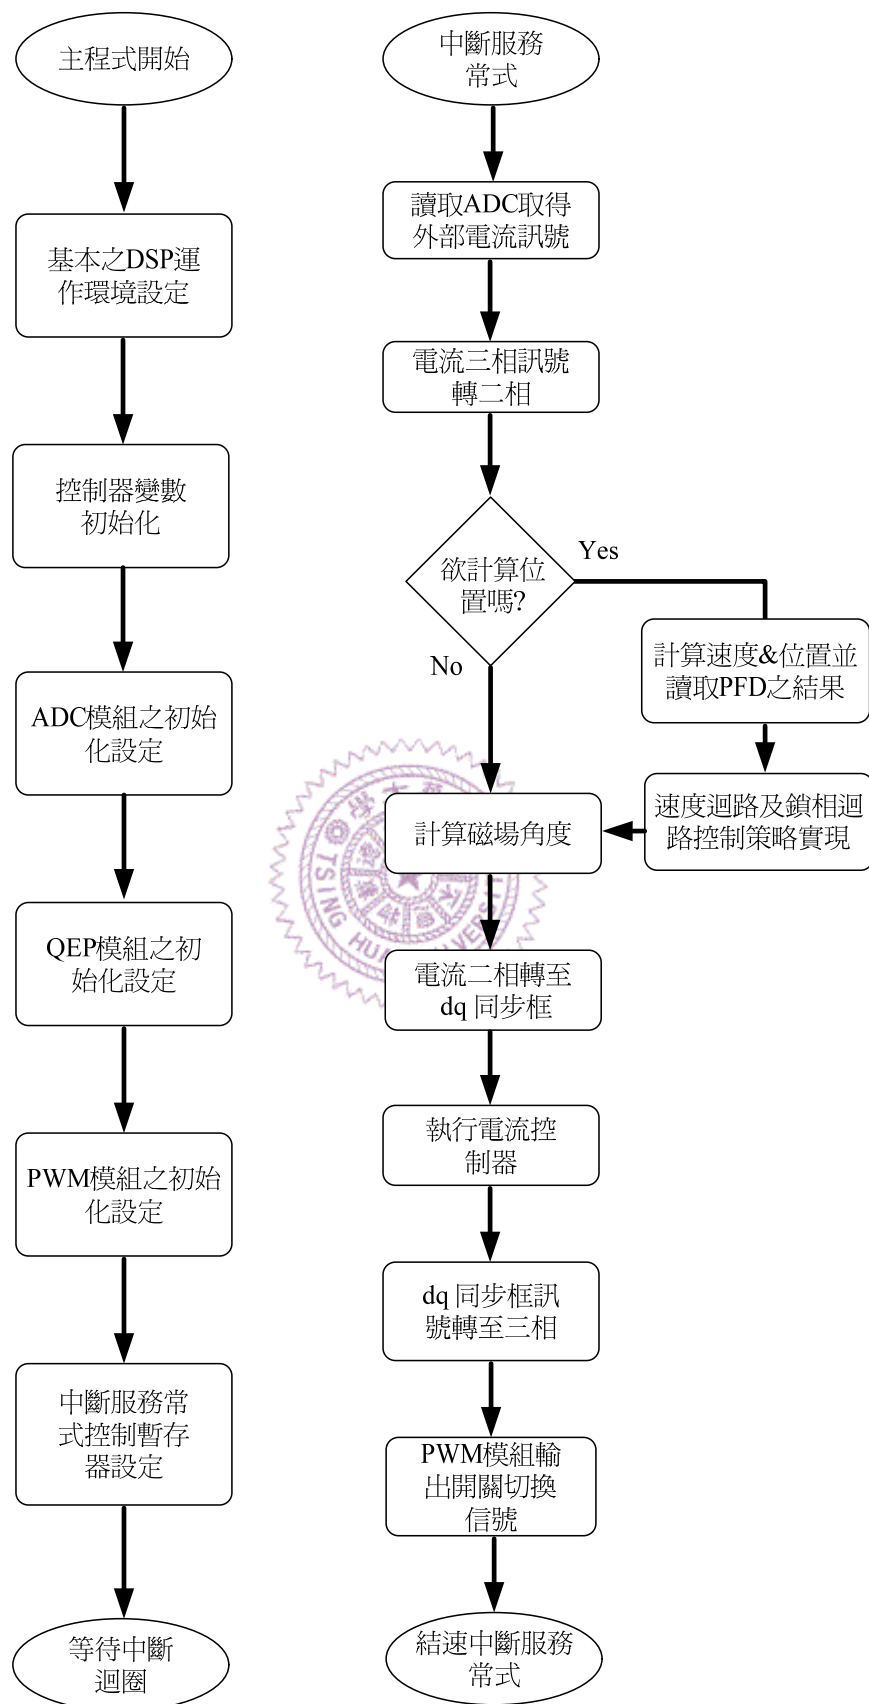 主程式開始
基本之DSP運
作環境設定
控制器變數
初始化
ADC模組之初始
化設定
QEP模組之初
始化設定
PWM模組之初始
化設定
中斷服務常
式控制暫存
器設定
等待中斷
迴圈
中斷服務
常式
讀取ADC取得
外部電流訊號
電流三相訊號
轉二相
欲計算位
置嗎?
Yes
No
計算速度&位置並
讀取PFD之結果
速度迴路及鎖相迴
路控制策略實現
計算磁場角度
電流二相轉至
dq 同步框
執行電流控
制器
dq 同步框訊
號轉至三相
PWM模組輸
出開關切換
信號
結速中斷服務
常式
TSING HUA